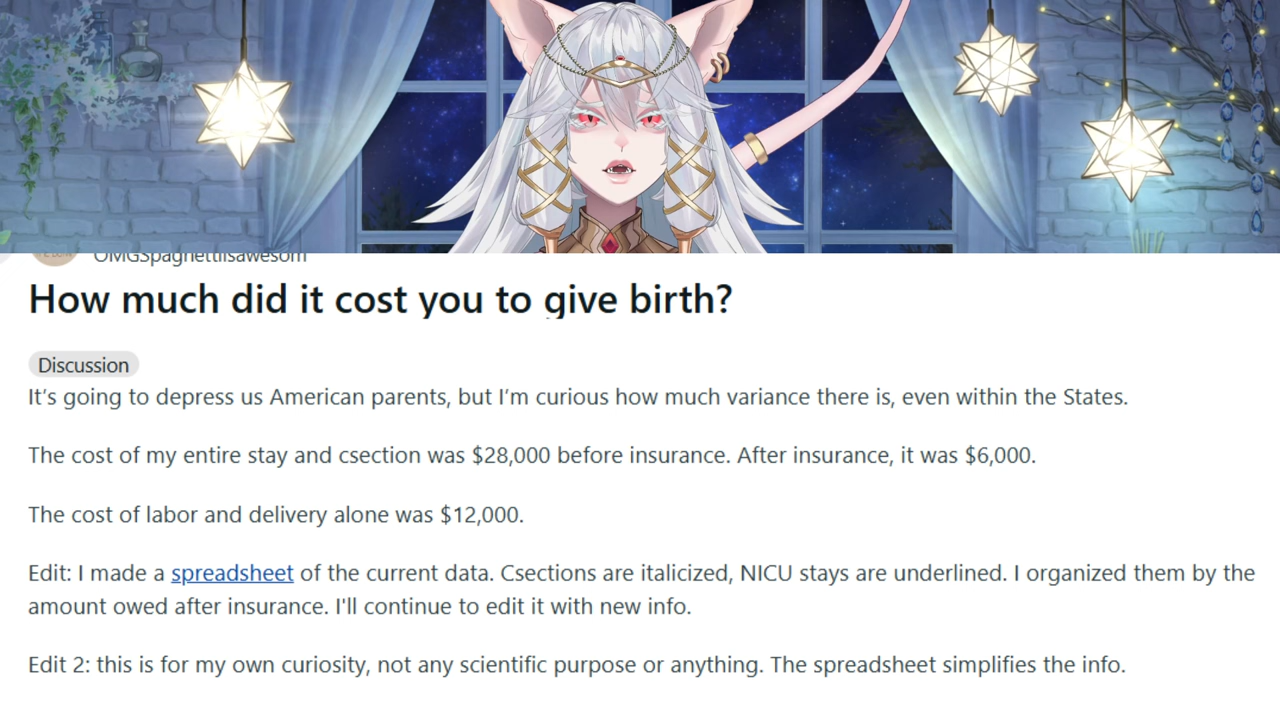 OMGSpaghettiisawesom
How much did it cost you to give birth?
Discussion
It's going to depress us American parents, but I'm curious how much variance there is, even within the States.
The cost of my entire stay and csection was $28,000 before insurance. After insurance, it was $6,000.
The cost of labor and delivery alone was $12,000.
Edit: I made a spreadsheet of the current data. Csections are italicized, NICU stays are underlined. I organized them by the
amount owed after insurance. I'll continue to edit it with new info.
Edit 2: this is for my own curiosity, not any scientific purpose or anything. The spreadsheet simplifies the info.